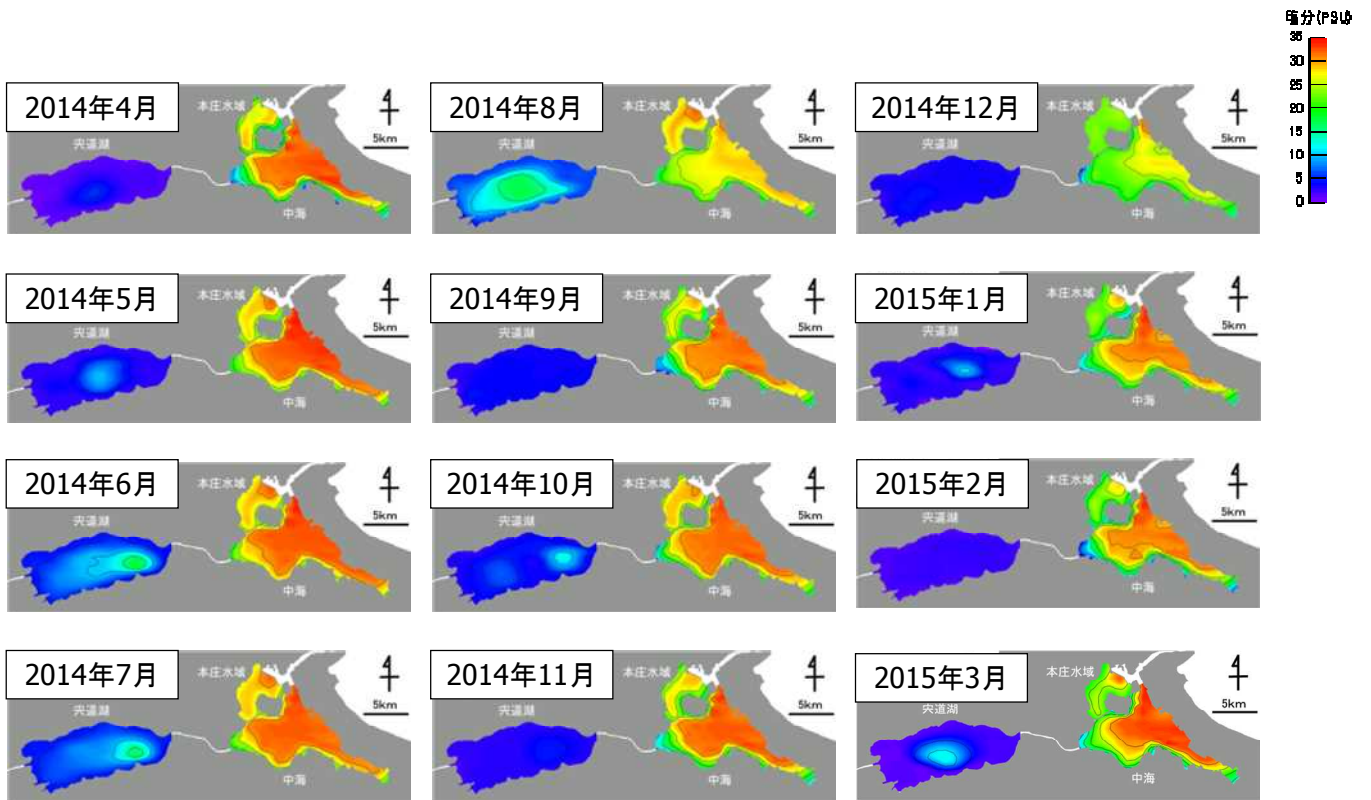 塩分(PSU)
35
30
25
20
15
10
5
0
2014年4月
本庄水域
宍道湖
中海
5km
2014年8月
本庄水域
宍道湖
5km
2014年12月
本庄水域
宍道湖
中海
5km
2014年5月
本庄水域
宍道湖
中海
5km
2014年9月
本庄水域
宍道湖
中海
5km
2015年1月
本庄水域
宍道湖
中海
5km
2014年6月
本庄水域
宍道湖
中海
5km
2014年10月
本庄水域
宍道湖
中海
5km
2015年2月
本庄水域
宍道湖
中海
5km
2014年7月
本庄水域
宍道湖
中海
5km
2014年11月
本庄水域
宍道湖
中海
5km
2015年3月
本庄水域
宍道湖
中海
5km